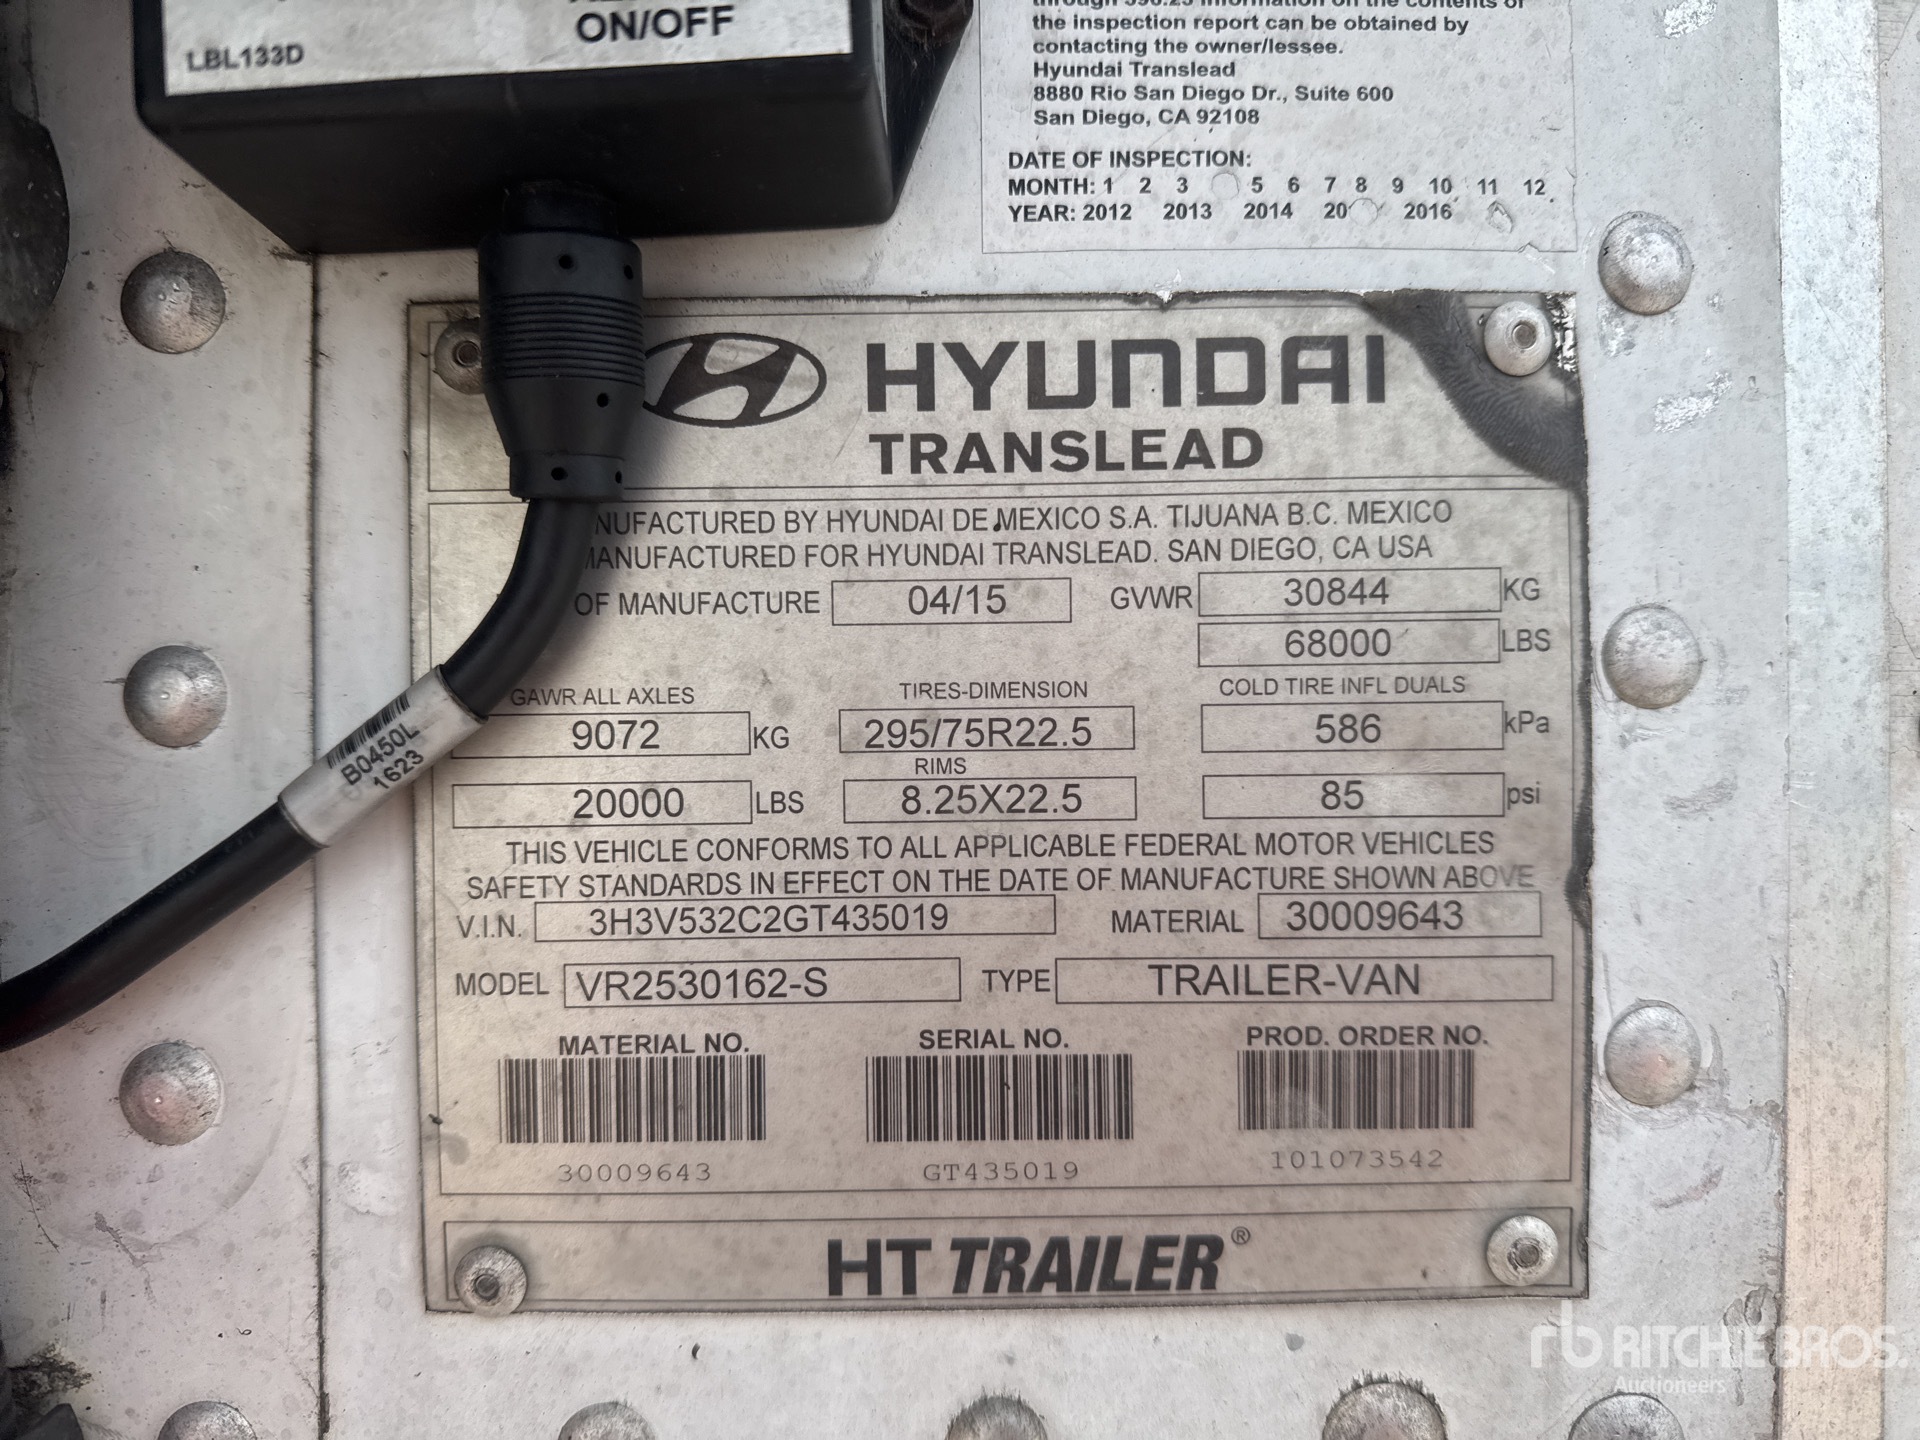 ON/OFF
LBL133D
the inspection report can be obtained by
contacting the owner/lessee.
Hyundai Translead
8880 Rio San Diego Dr., Suite 600
San Diego, CA 92108
DATE OF INSPECTION:
MONTH: 1 2 3 5 6 7 8 9 10 11 12
YEAR: 2012 2013 2014 20 2016
HYUNDAI
TRANSLEAD
NUFACTURED BY HYUNDAI DE MEXICO S.A. TIJUANA B.C. MEXICO
MANUFACTURED FOR HYUNDAI TRANSLEAD. SAN DIEGO, CA USA
OF MANUFACTURE 04/15 GVWR 30844 KG
68000 LBS
GAWR ALL AXLES TIRES-DIMENSION COLD TIRE INFL DUALS
9072 KG 295/75R22.5 586 kPa
RIMS
20000 LBS 8.25X22.5 85 psi
THIS VEHICLE CONFORMS TO ALL APPLICABLE FEDERAL MOTOR VEHICLES
SAFETY STANDARDS IN EFFECT ON THE DATE OF MANUFACTURE SHOWN ABOVE
V.I.N. 3H3V532C2GT435019 MATERIAL 30009643
MODEL VR2530162-S TYPE TRAILER-VAN
MATERIAL NO. SERIAL NO. PROD. ORDER NO.
30009643 GT435019 101073542
HT TRAILER®
B0450L
1623
rb RITCHIE BROS.
Auctioneers